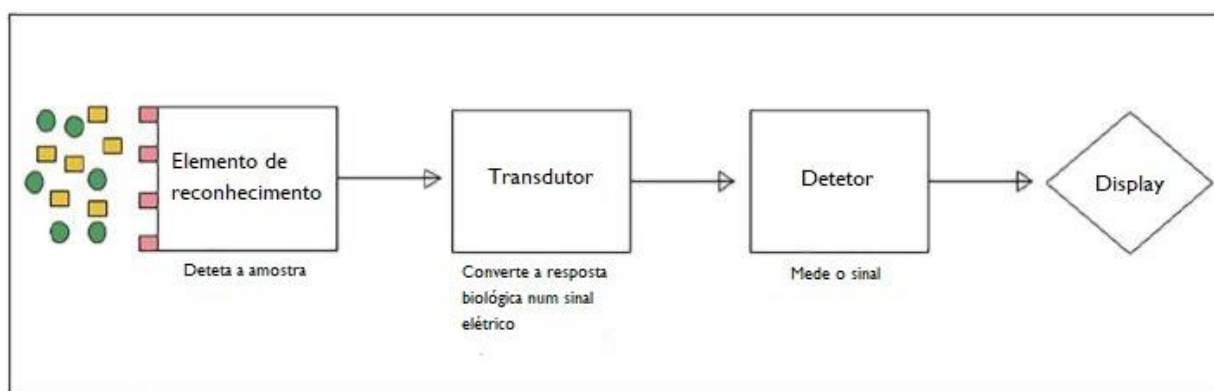 Elemento de
reconhecimento
Deteta a amostra
Transdutor
Converte a resposta
biológica num sinal
elétrico
Detetor
Mede o sinal
Display